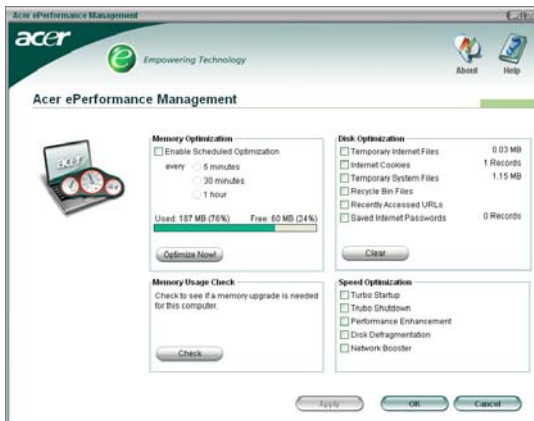 Acer ePerformance Management
acer
Empowering Technology
About
Help
Acer ePerformance Management
Memory Optimization
Enable Scheduled Optimization
every
5 minutes
30 minutes
1 hour
Used: 187 MB (76%) Free: 60 MB (24%)
Optimize Now!
Disk Optimization
Temporary Internet Files 0.03 MB
Internet Cookies 1 Records
Temporary System Files 1.15 MB
Recycle Bin Files
Recently Accessed URLs
Saved Internet Passwords 0 Records
Clear
Memory Usage Check
Check to see if a memory upgrade is needed
for this computer.
Check
Speed Optimization
Turbo Startup
Trubo Shutdown
Performance Enhancement
Disk Defragmentation
Network Booster
Apply
OK
Cancel